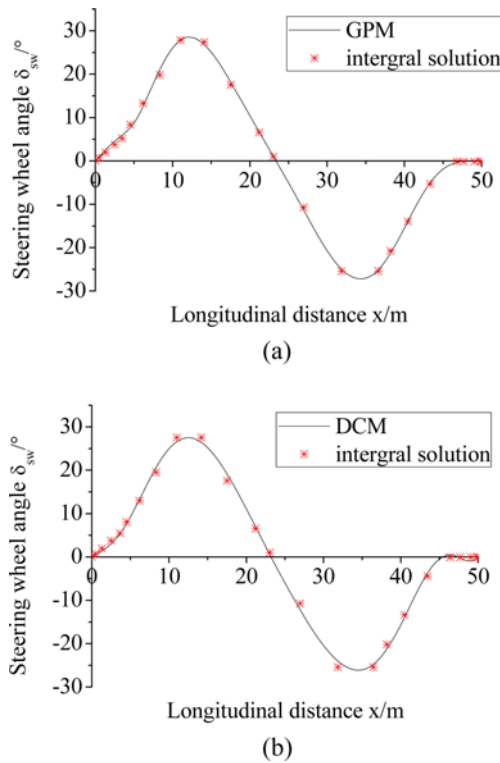 30
20
10
0
-10
-20
-30
Steering wheel angle δsw/°
GPM
intergral solution
0 10 20 30 40 50
Longitudinal distance x/m
(a)
30
20
10
0
-10
-20
-30
Steering wheel angle δsw/°
DCM
intergral solution
0 10 20 30 40 50
Longitudinal distance x/m
(b)